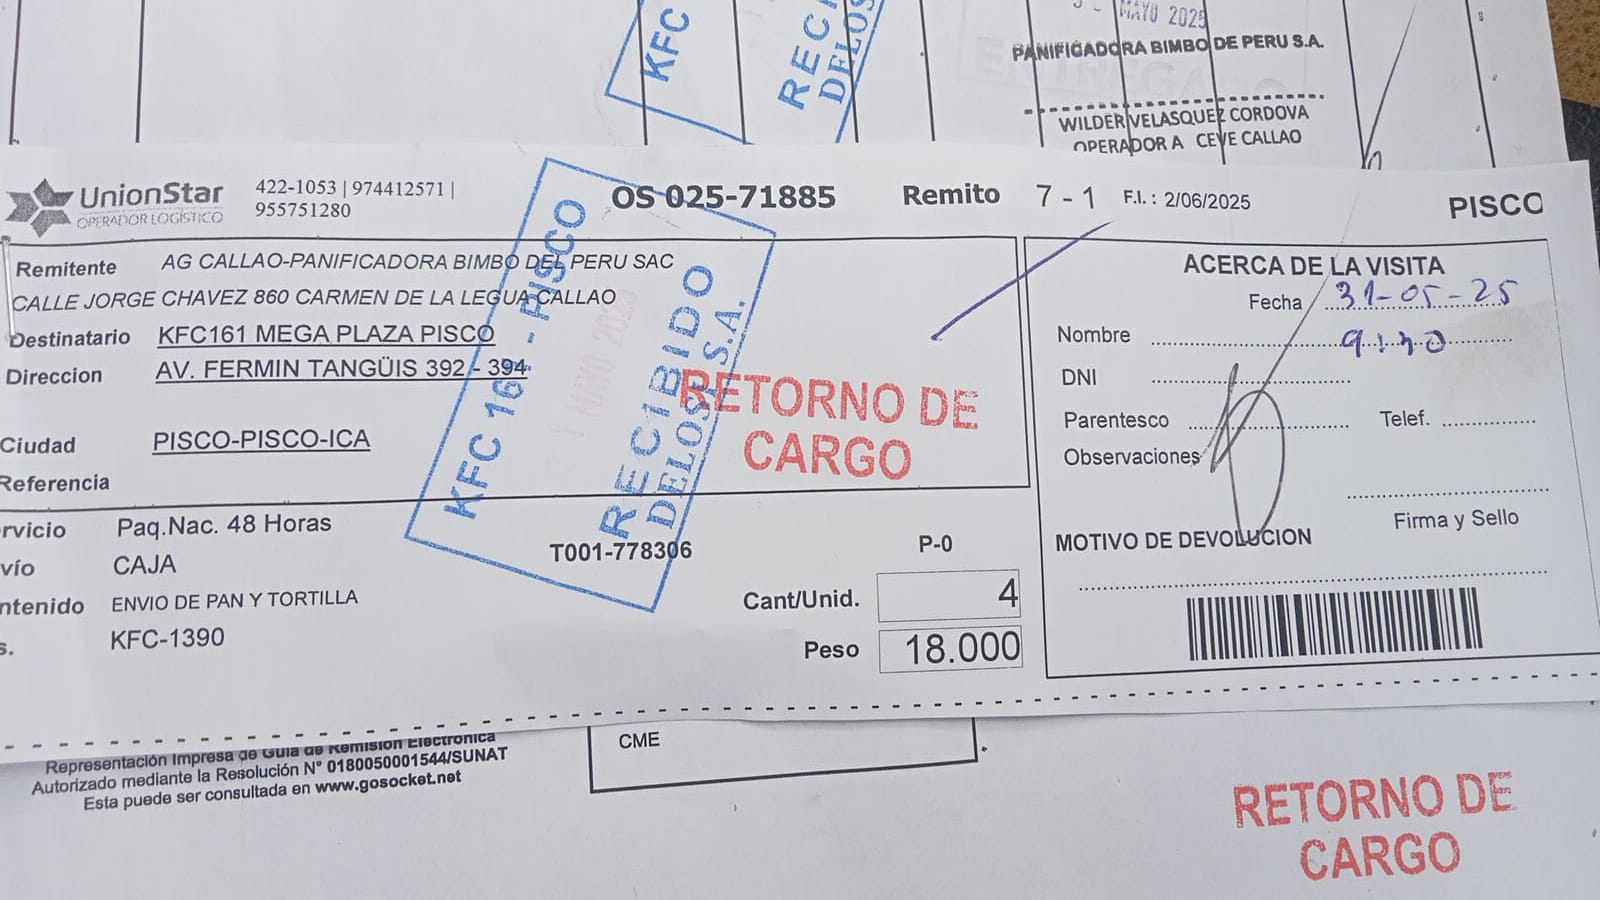 KFC
RECI
DELOS
MAYO 2025
PANIFICADORA BIMBO DE PERU S.A.
ENTREGADO
WILDER VELASQUEZ CORDOVA
OPERADOR A CEVE CALLAO
UnionStar
OPERADOR LOGÍSTICO
422-1053 | 974412571 |
955751280
OS 025-71885
Remito 7 - 1
F.I. : 2/06/2025
PISCO
Remitente AG CALLAO-PANIFICADORA BIMBO DEL PERU SAC
CALLE JORGE CHAVEZ 860 CARMEN DE LA LEGUA CALLAO
Destinatario KFC161 MEGA PLAZA PISCO
Direccion AV. FERMIN TANGÜIS 392 - 394
Ciudad PISCO-PISCO-ICA
Referencia
KFC 161 - PISCO
MAYO 2025
RECIBIDO
DELOSI S.A.
RETORNO DE
CARGO
ACERCA DE LA VISITA
Fecha 31-05-25
Nombre 9:40
DNI
Parentesco Telef.
Observaciones
Firma y Sello
MOTIVO DE DEVOLUCION
rvicio Paq.Nac. 48 Horas
vío CAJA
ntenido ENVIO DE PAN Y TORTILLA
s. KFC-1390
T001-778306
P-0
Cant/Unid. 4
Peso 18.000
Representación Impresa de Guía de Remisión Electrónica
Autorizado mediante la Resolución N° 0180050001544/SUNAT
Esta puede ser consultada en www.gosocket.net
CME
RETORNO DE
CARGO